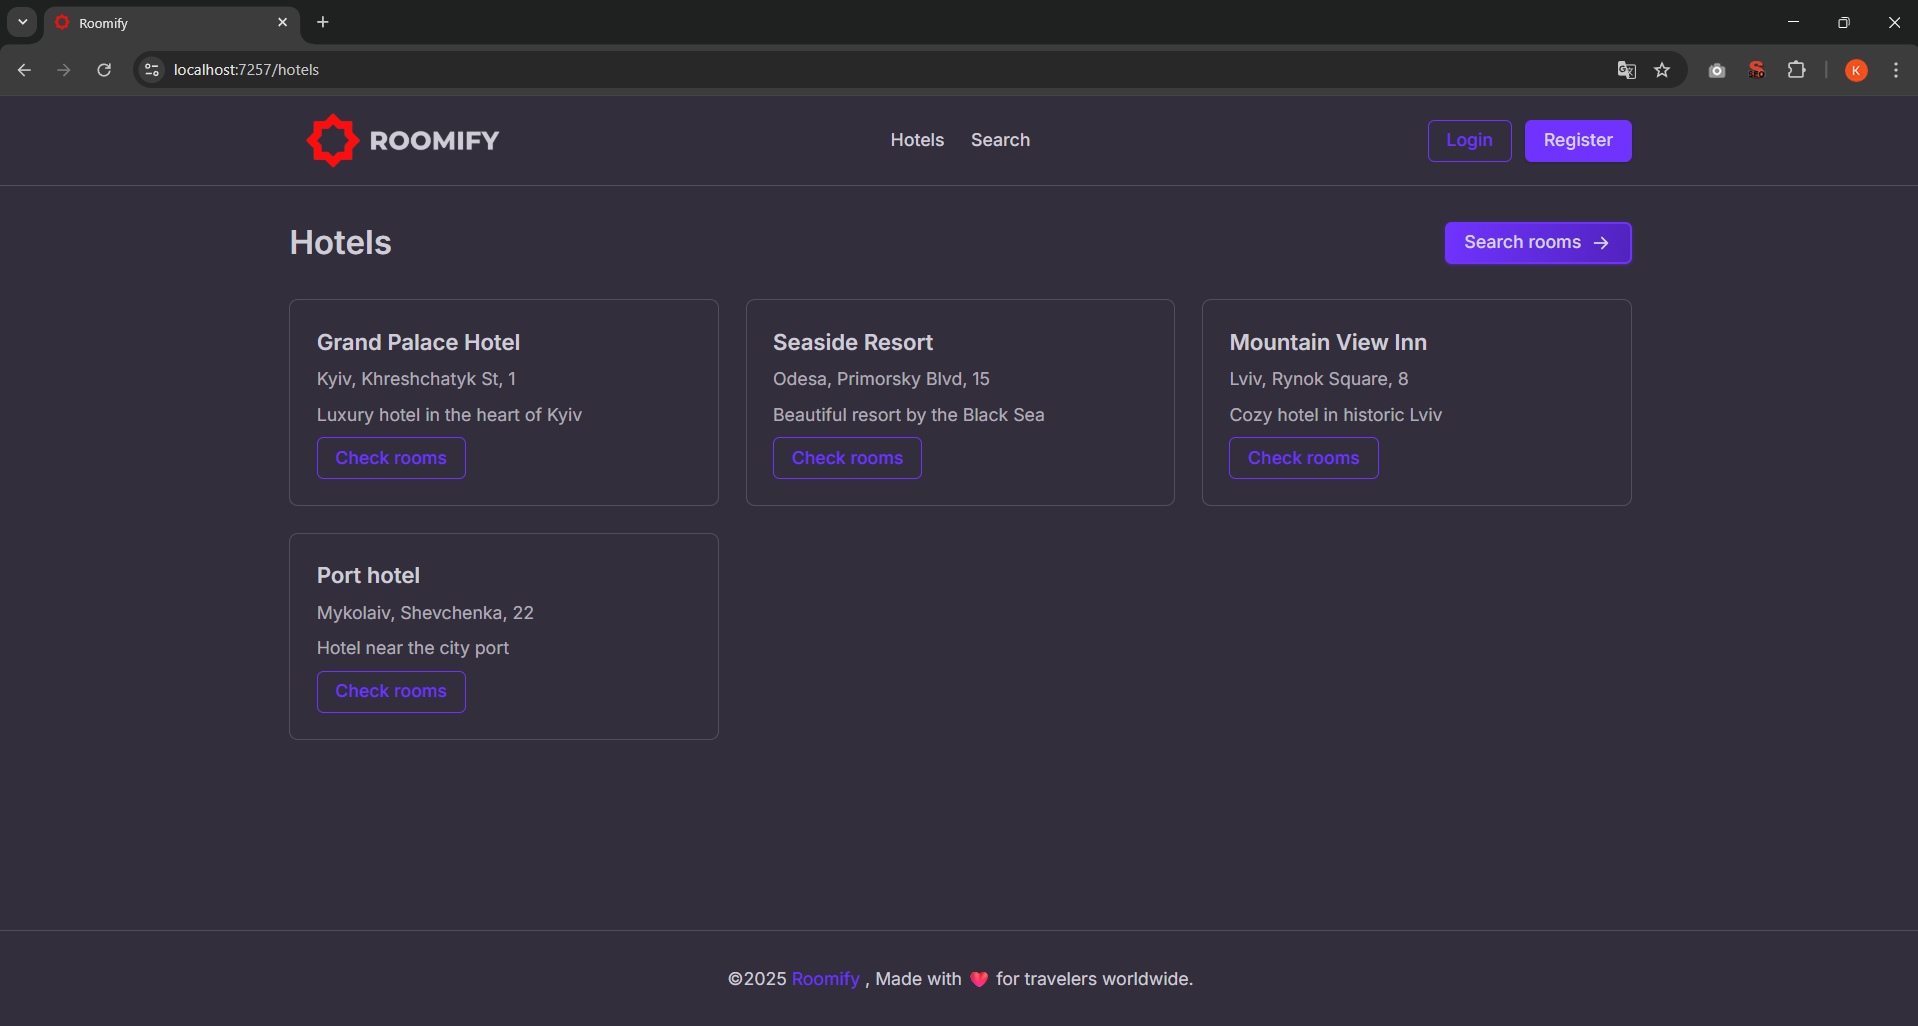 Roomify
localhost:7257/hotels
K
ROOMIFY
Hotels Search
Login Register
Hotels
Search rooms
Grand Palace Hotel
Kyiv, Khreshchatyk St, 1
Luxury hotel in the heart of Kyiv
Check rooms
Seaside Resort
Odesa, Primorsky Blvd, 15
Beautiful resort by the Black Sea
Check rooms
Mountain View Inn
Lviv, Rynok Square, 8
Cozy hotel in historic Lviv
Check rooms
Port hotel
Mykolaiv, Shevchenka, 22
Hotel near the city port
Check rooms
©2025 Roomify , Made with ❤️ for travelers worldwide.